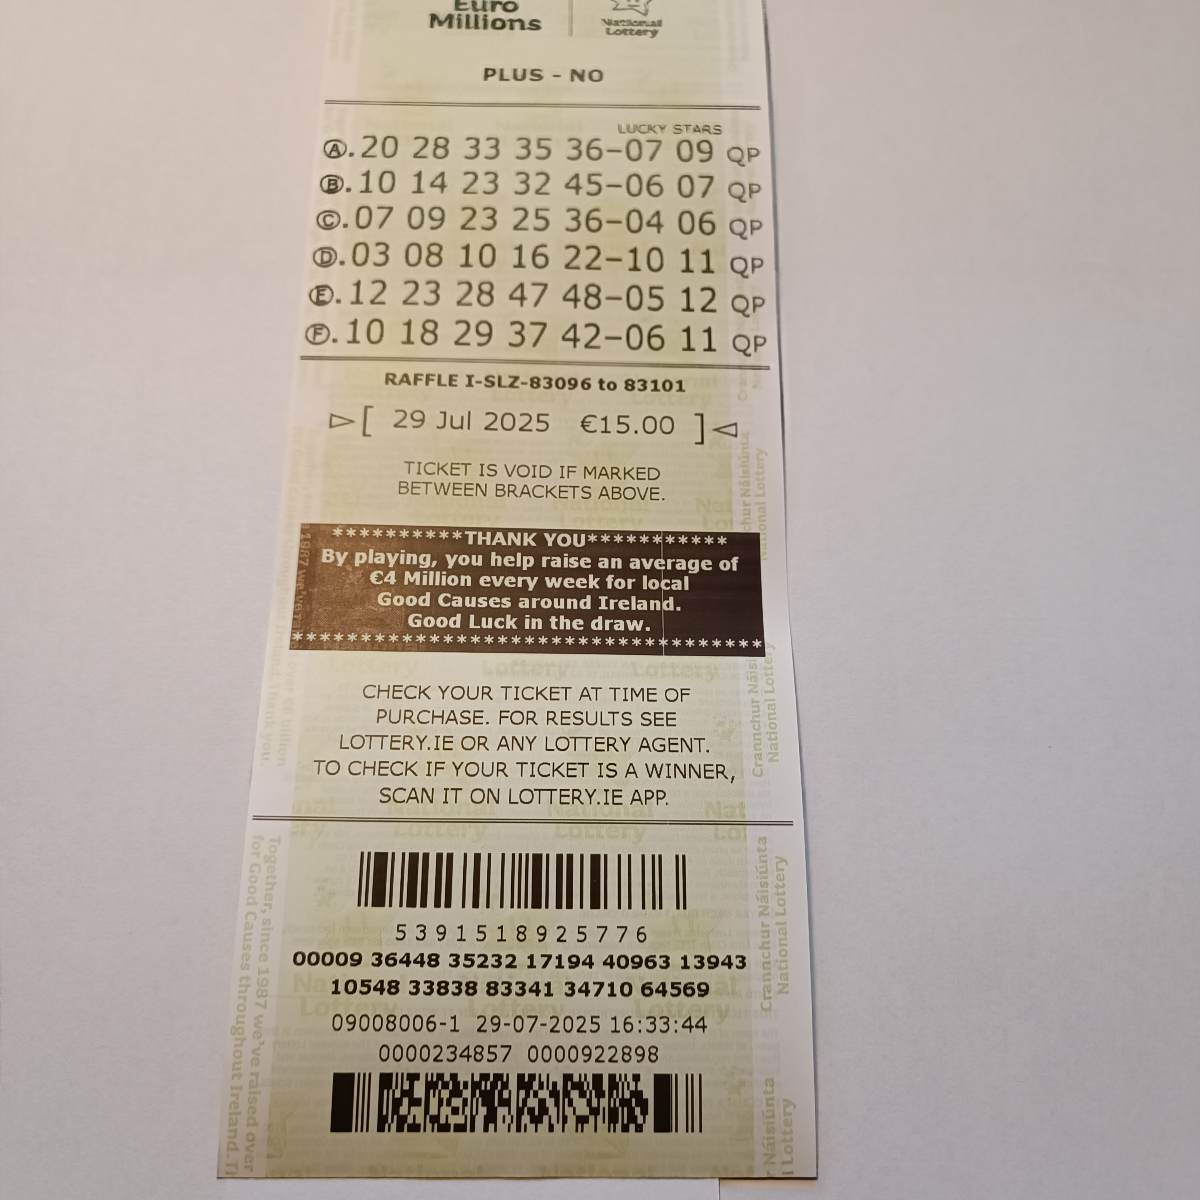 Euro
Millions
National
Lottery
PLUS - NO
LUCKY STARS
Ⓐ. 20 28 33 35 36-07 09 QP
Ⓑ. 10 14 23 32 45-06 07 QP
Ⓒ. 07 09 23 25 36-04 06 QP
Ⓓ. 03 08 10 16 22-10 11 QP
Ⓔ. 12 23 28 47 48-05 12 QP
Ⓕ. 10 18 29 37 42-06 11 QP
RAFFLE I-SLZ-83096 to 83101
[ 29 Jul 2025 €15.00 ]
TICKET IS VOID IF MARKED
BETWEEN BRACKETS ABOVE.
**********THANK YOU***********
By playing, you help raise an average of
€4 Million every week for local
Good Causes around Ireland.
Good Luck in the draw.
***********************************
CHECK YOUR TICKET AT TIME OF
PURCHASE. FOR RESULTS SEE
LOTTERY.IE OR ANY LOTTERY AGENT.
TO CHECK IF YOUR TICKET IS A WINNER,
SCAN IT ON LOTTERY.IE APP.
5391518925776
00009 36448 35232 17194 40963 13943
10548 33838 83341 34710 64569
09008006-1 29-07-2025 16:33:44
0000234857 0000922898
Together, since 1987 we've raised over
for Good Causes throughout Ireland.
Crannchur Náisiúnta
National Lottery